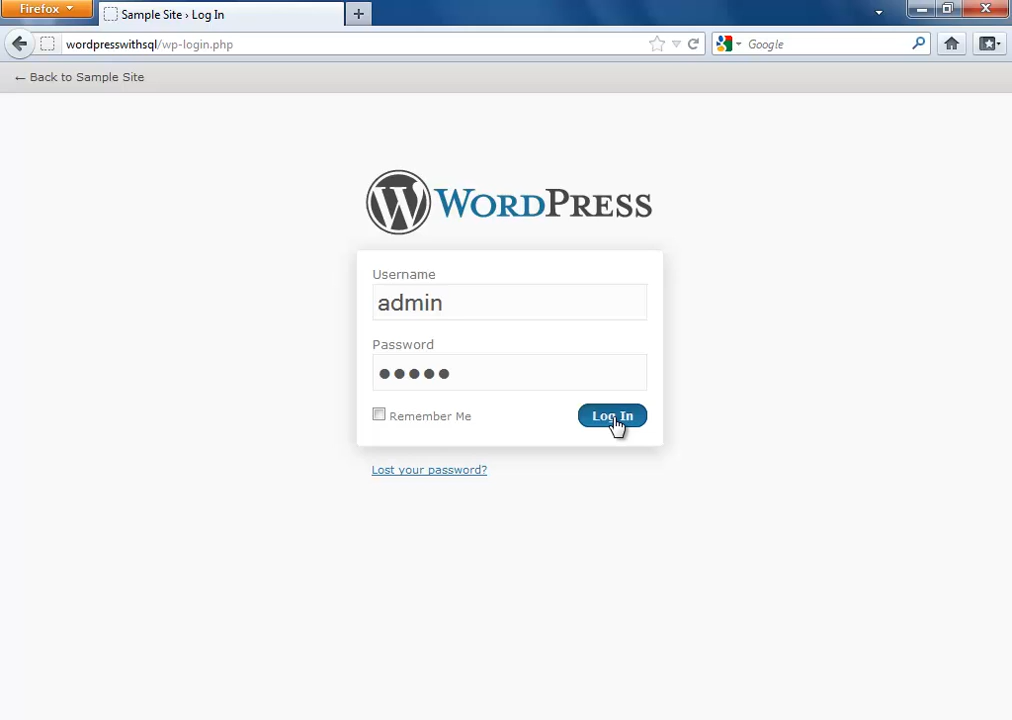 Firefox
Sample Site › Log In
wordpresswithsql/wp-login.php
Google
← Back to Sample Site
WORDPRESS
Username
admin
Password
Remember Me
Log In
Lost your password?